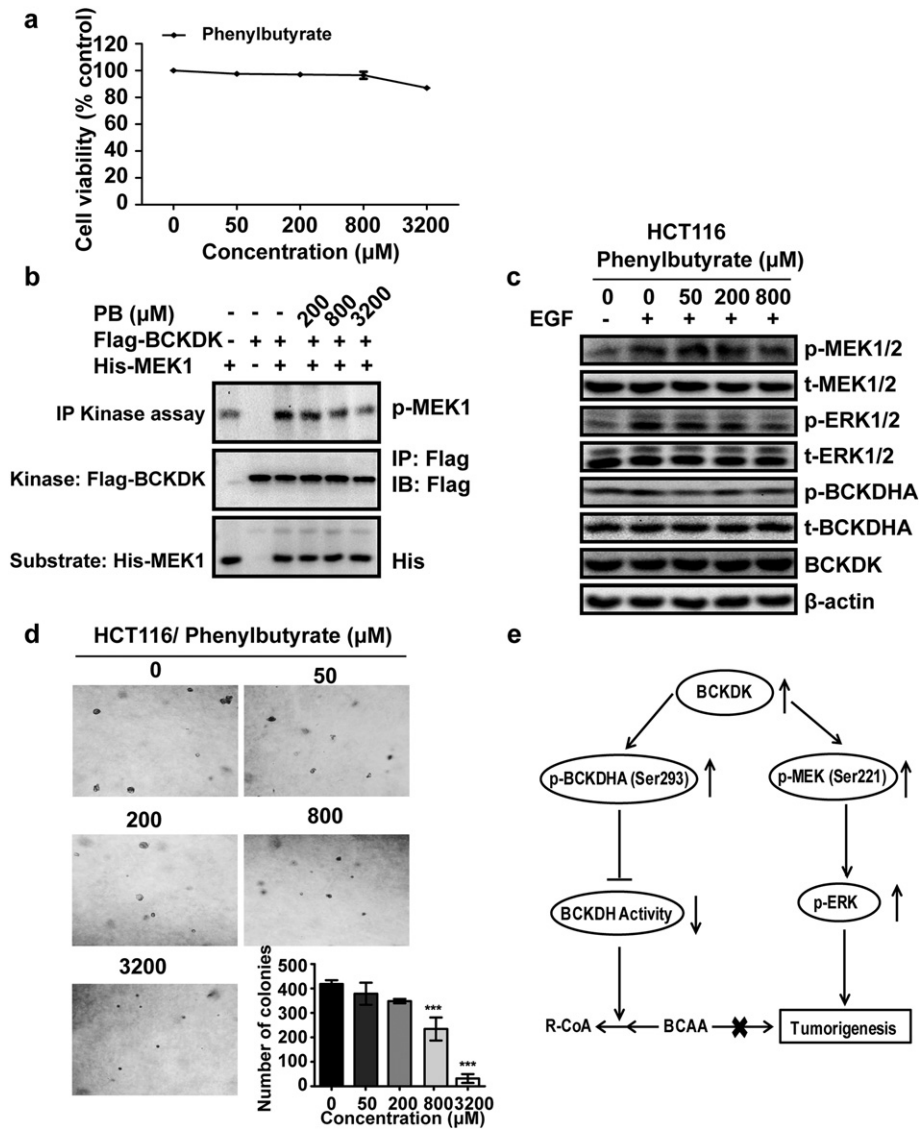 a
Phenylbutyrate
Cell viability (% control)
120
100
80
60
40
20
0
0 50 200 800 3200
Concentration (μM)
b
PB (μM) - - - 200 800 3200
Flag-BCKDK - + + + + +
His-MEK1 + - + + + +
IP Kinase assay p-MEK1
Kinase: Flag-BCKDK IP: Flag
IB: Flag
Substrate: His-MEK1 His
c
HCT116
Phenylbutyrate (μM)
0 0 50 200 800
EGF - + + + +
p-MEK1/2
t-MEK1/2
p-ERK1/2
t-ERK1/2
p-BCKDHA
t-BCKDHA
BCKDK
β-actin
d
HCT116/ Phenylbutyrate (μM)
0 50
200 800
3200
Number of colonies
500
400
300
200
100
0
***
***
0 50 200 800 3200
Concentration (μM)
e
BCKDK
p-BCKDHA (Ser293) p-MEK (Ser221)
BCKDH Activity p-ERK
R-CoA BCAA Tumorigenesis